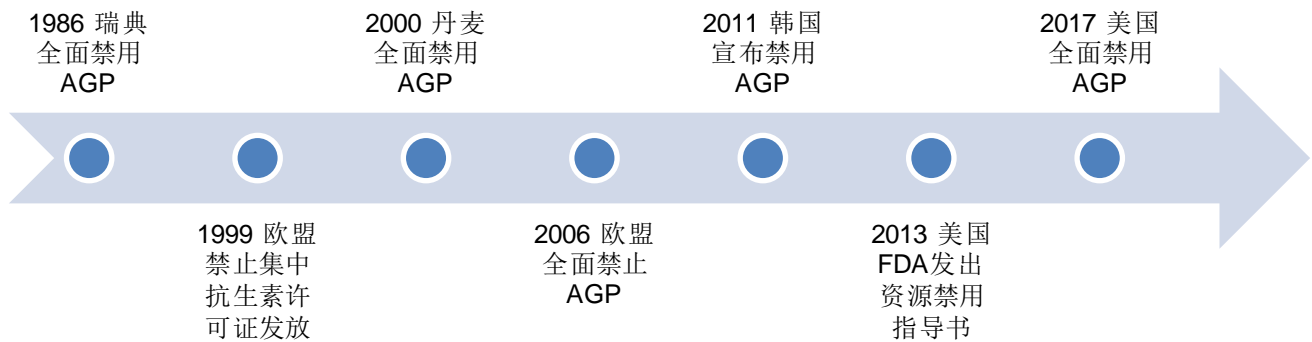 1986 瑞典
全面禁用
AGP
1999 欧盟
禁止集中
抗生素许
可证发放
2000 丹麦
全面禁用
AGP
2006 欧盟
全面禁止
AGP
2011 韩国
宣布禁用
AGP
2013 美国
FDA发出
资源禁用
指导书
2017 美国
全面禁用
AGP